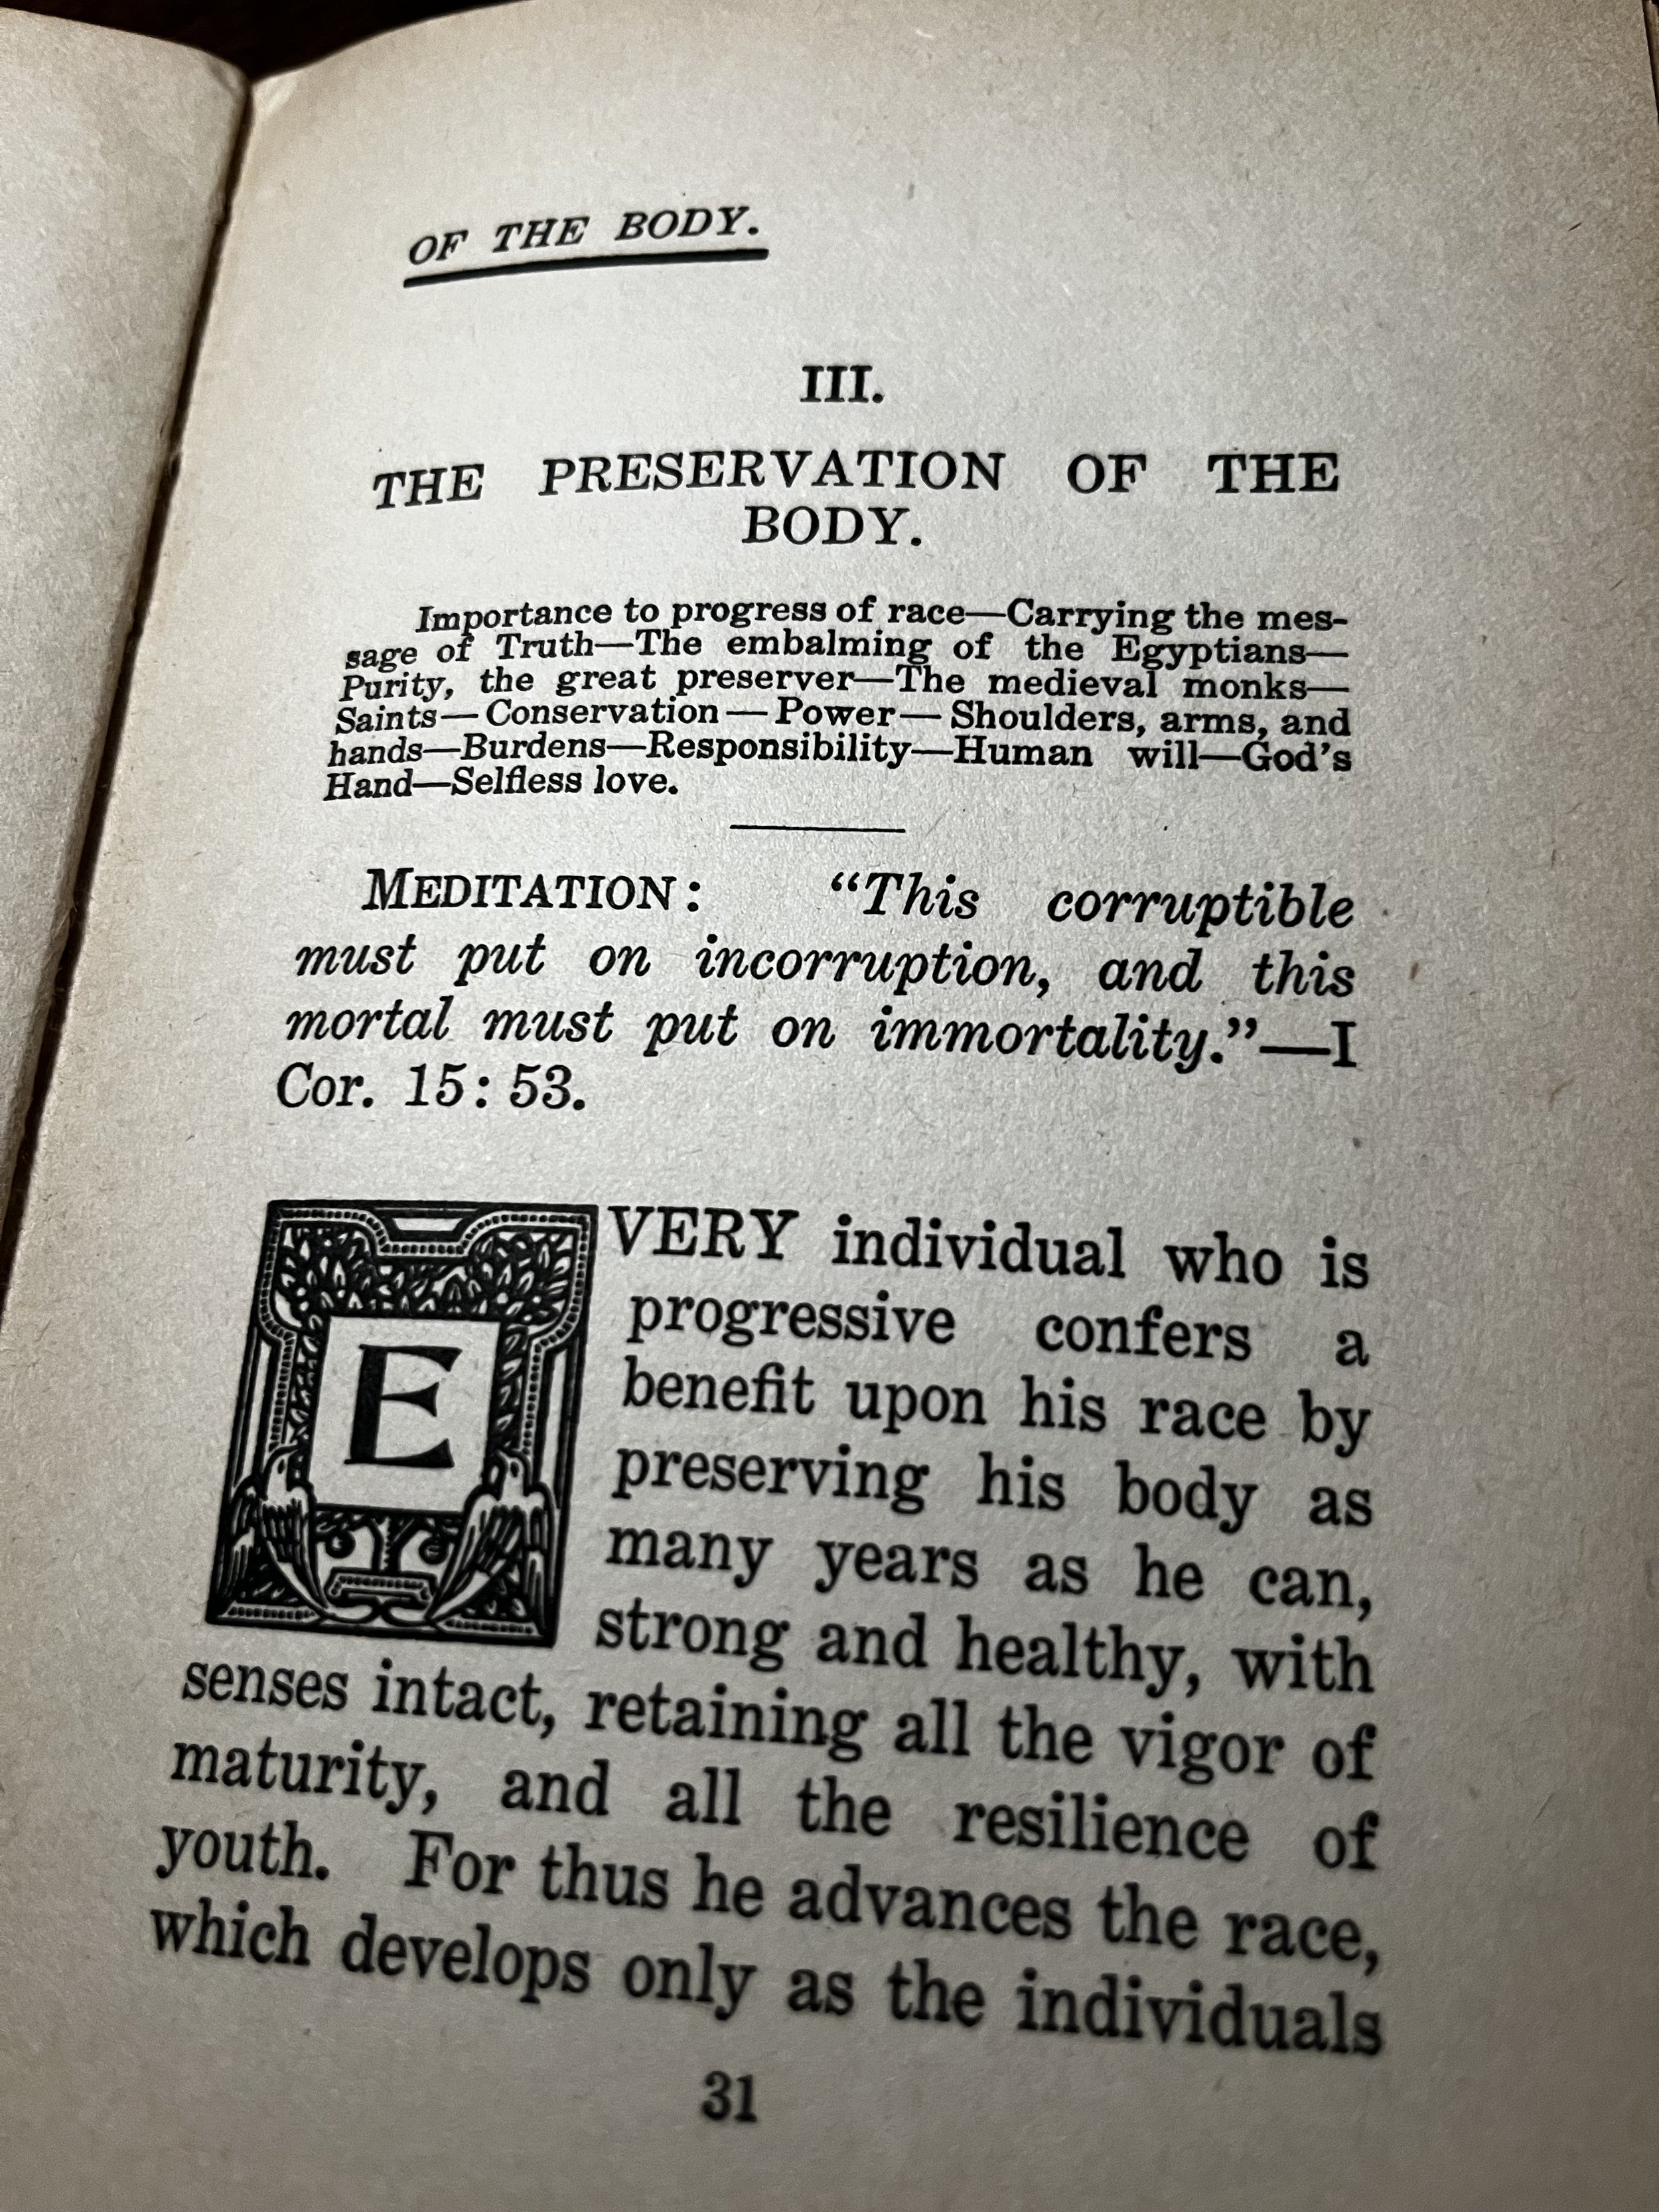 OF THE BODY.
III.
THE PRESERVATION OF THE
BODY.
Importance to progress of race—Carrying the mes-
sage of Truth—The embalming of the Egyptians—
Purity, the great preserver—The medieval monks—
Saints—Conservation—Power—Shoulders, arms, and
hands—Burdens—Responsibility—Human will—God's
Hand—Selfless love.
MEDITATION: "This corruptible
must put on incorruption, and this
mortal must put on immortality."—I
Cor. 15: 53.
EVERY individual who is
progressive confers a
benefit upon his race by
preserving his body as
many years as he can,
strong and healthy, with
senses intact, retaining all the vigor of
maturity, and all the resilience of
youth. For thus he advances the race,
which develops only as the individuals
31